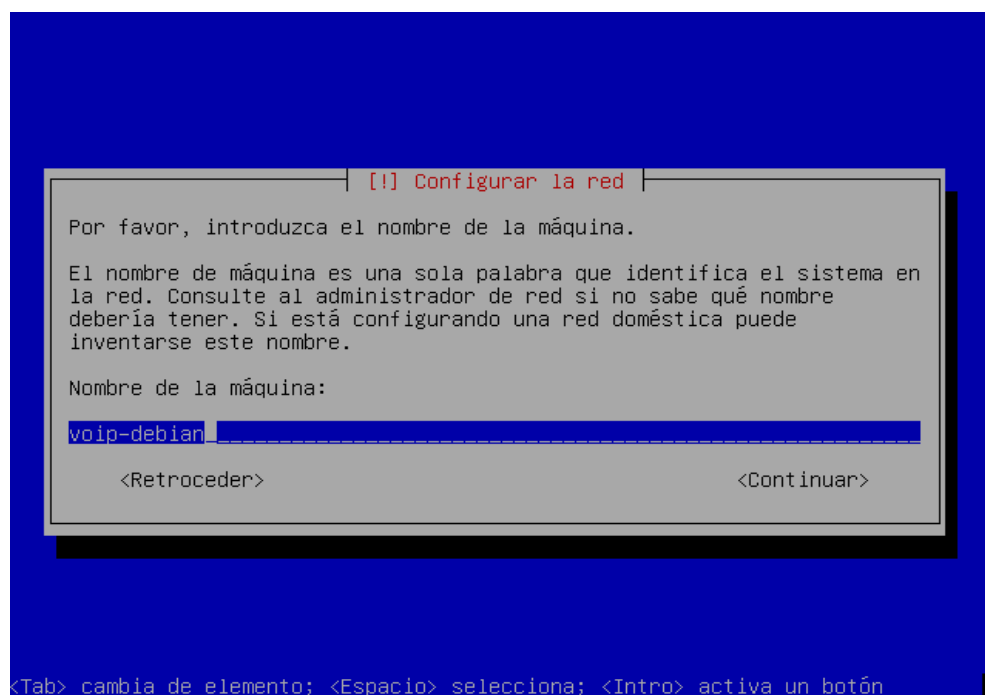 [!] Configurar la red
Por favor, introduzca el nombre de la máquina.
El nombre de máquina es una sola palabra que identifica el sistema en
la red. Consulte al administrador de red si no sabe qué nombre
debería tener. Si está configurando una red doméstica puede
inventarse este nombre.
Nombre de la máquina:
voip-debian
<Retroceder> <Continuar>
<Tab> cambia de elemento; <Espacio> selecciona; <Intro> activa un botón